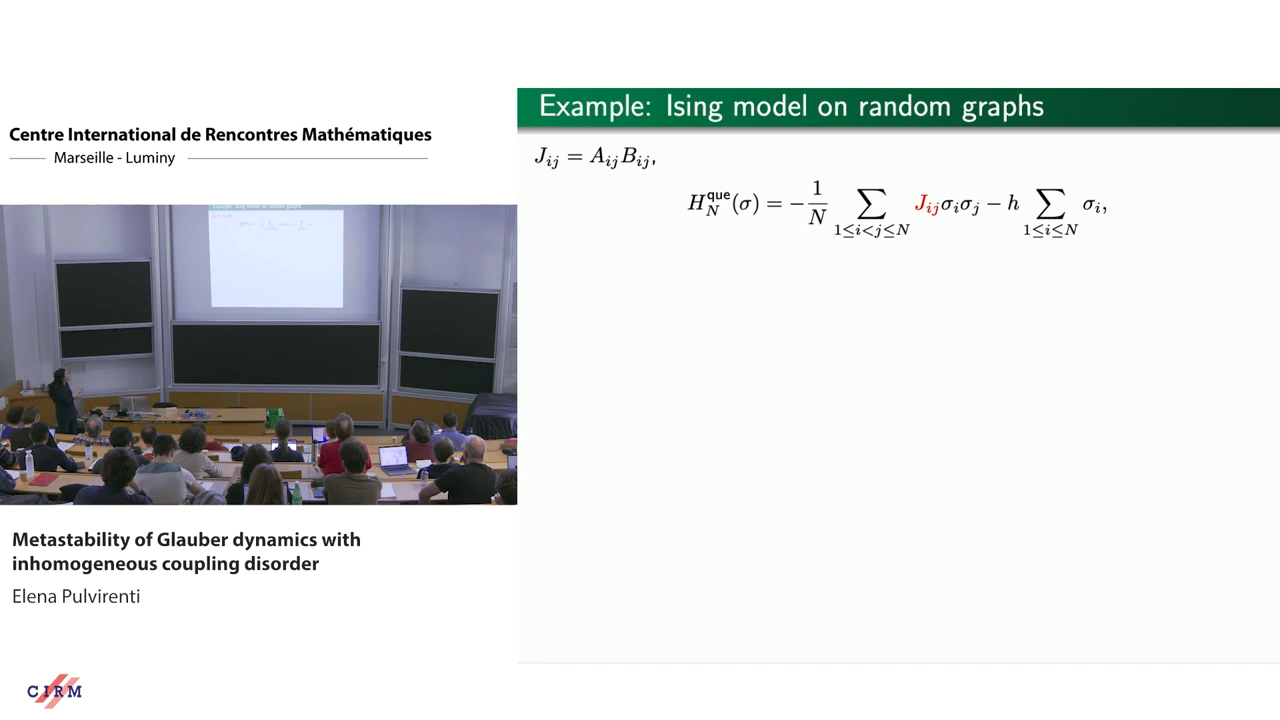 Centre International de Rencontres Mathématiques
Marseille - Luminy
Metastability of Glauber dynamics with
inhomogeneous coupling disorder
Elena Pulvirenti
CIRM
Example: Ising model on random graphs
J_{ij} = A_{ij}B_{ij},
H_N^{que}(σ) = −\frac{1}{N} \sum_{1≤i<j≤N} J_{ij}σ_iσ_j − h \sum_{1≤i≤N} σ_i,